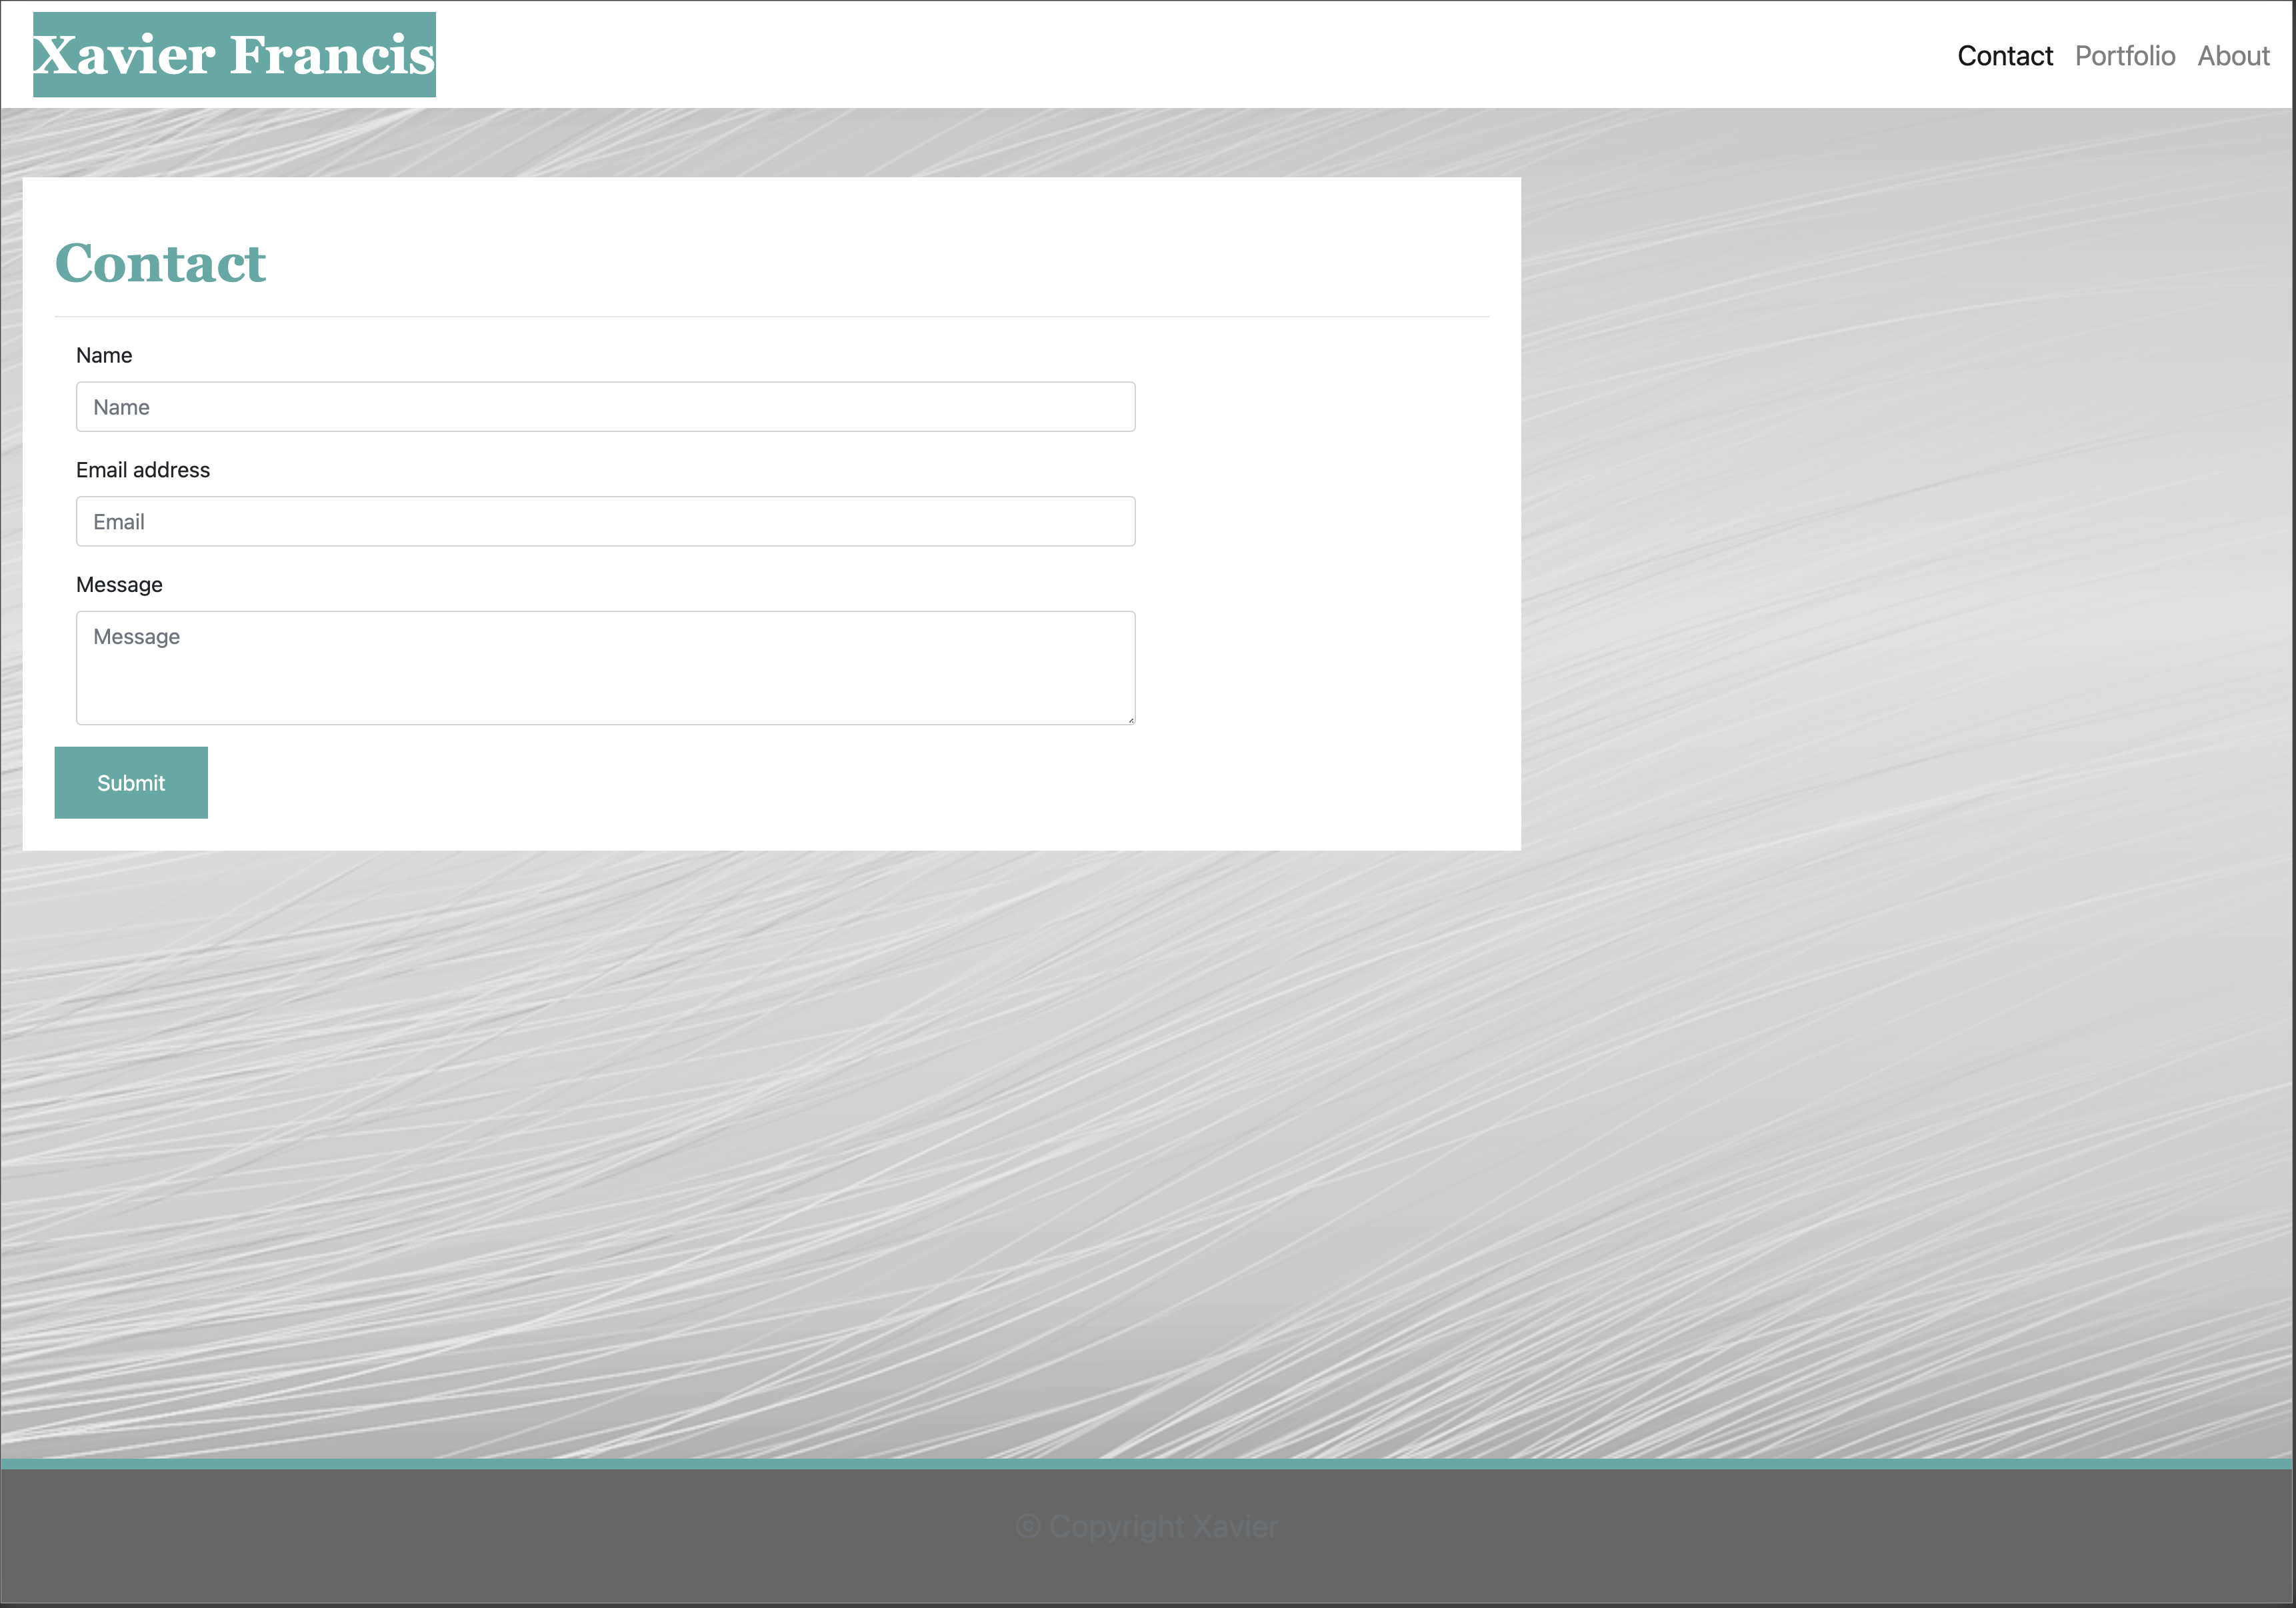 Xavier Francis
Contact Portfolio About
Contact
Name
Name
Email address
Email
Message
Message
Submit
© Copyright Xavier